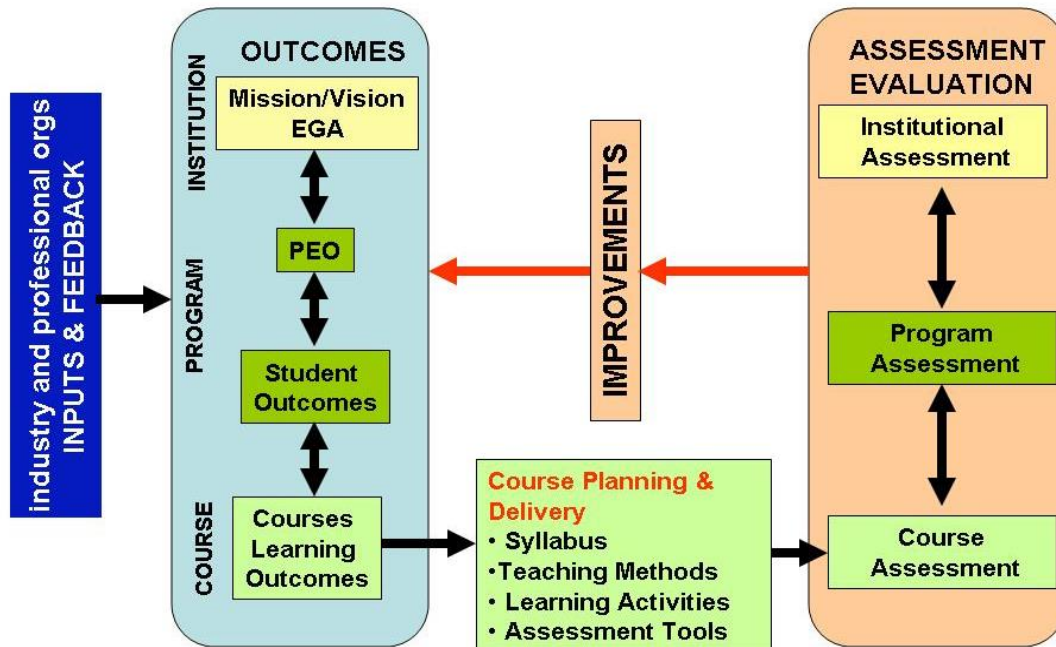 industry and professional orgs
INPUTS & FEEDBACK
OUTCOMES
INSTITUTION
Mission/Vision
EGA
PROGRAM
PEO
Student
Outcomes
COURSE
Courses
Learning
Outcomes
Course Planning &
Delivery
• Syllabus
•Teaching Methods
• Learning Activities
• Assessment Tools
IMPROVEMENTS
ASSESSMENT
EVALUATION
Institutional
Assessment
Program
Assessment
Course
Assessment